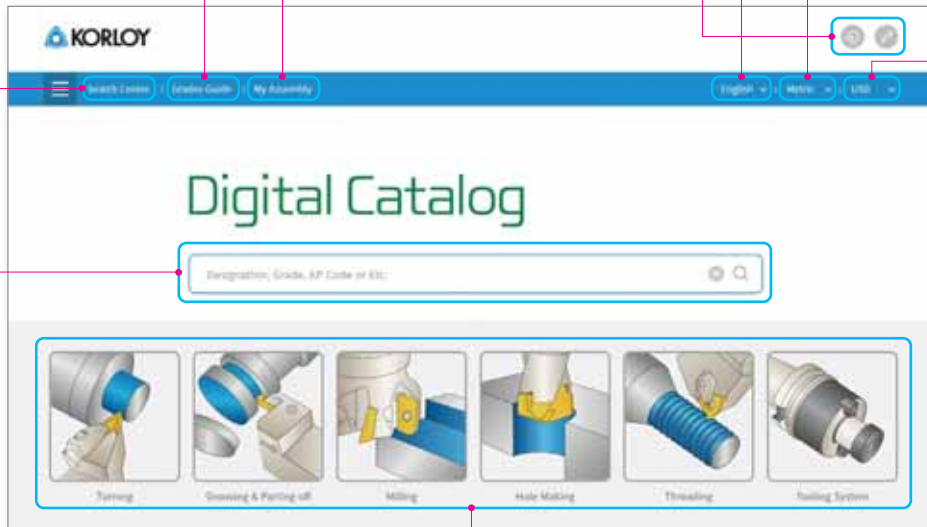 KORLOY
Search Center | Grades Guide | My Assembly
English | Metric | USD
Digital Catalog
Designation, Grade, AP Code or Etc.
Turning
Grooving & Parting-off
Milling
Hole Making
Threading
Tooling System